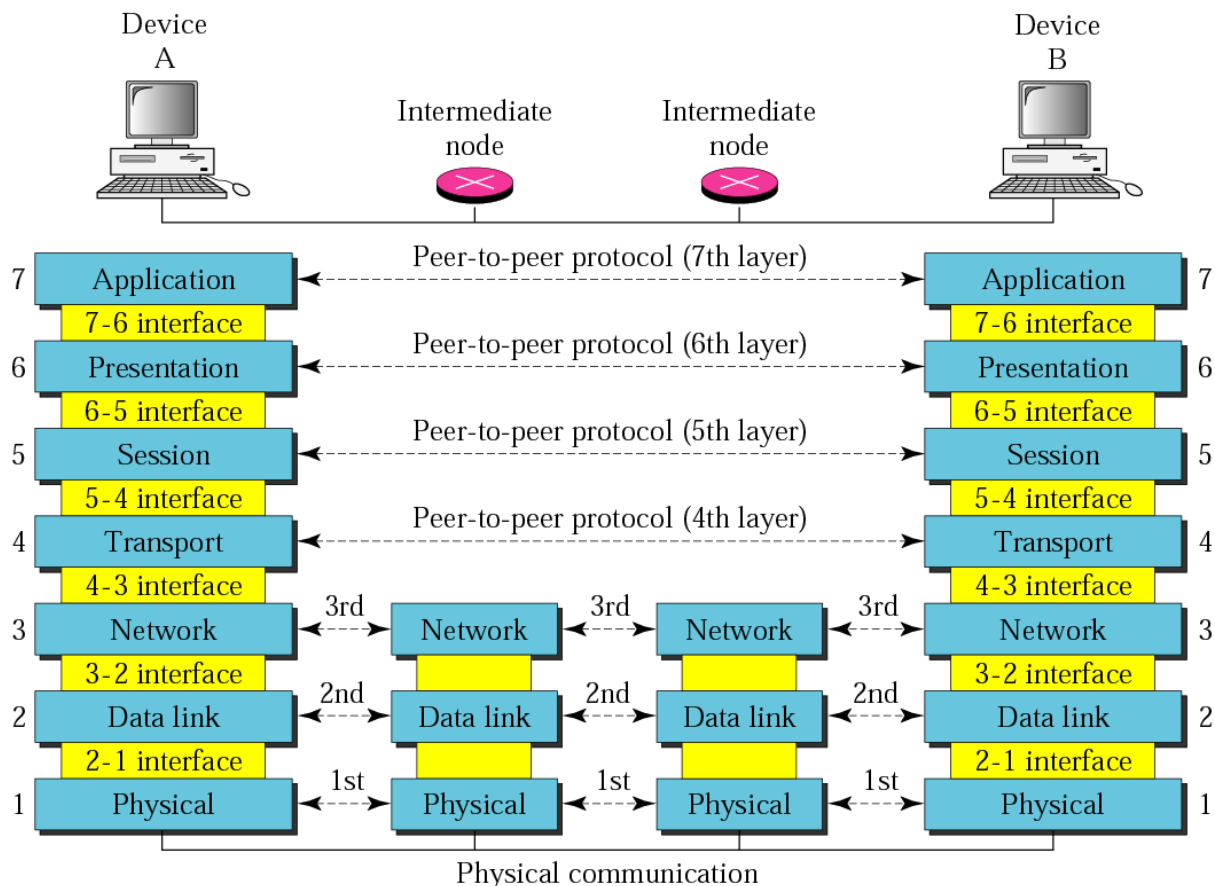 Device
A
Device
B
Intermediate
node
Intermediate
node
Peer-to-peer protocol (7th layer)
7 Application Application 7
7-6 interface 7-6 interface
Peer-to-peer protocol (6th layer)
6 Presentation Presentation 6
6-5 interface 6-5 interface
Peer-to-peer protocol (5th layer)
5 Session Session 5
5-4 interface 5-4 interface
Peer-to-peer protocol (4th layer)
4 Transport Transport 4
4-3 interface 4-3 interface
3rd 3rd 3rd
3 Network Network Network Network 3
3-2 interface 3-2 interface
2nd 2nd 2nd
2 Data link Data link Data link Data link 2
2-1 interface 2-1 interface
1st 1st 1st
1 Physical Physical Physical Physical 1
Physical communication